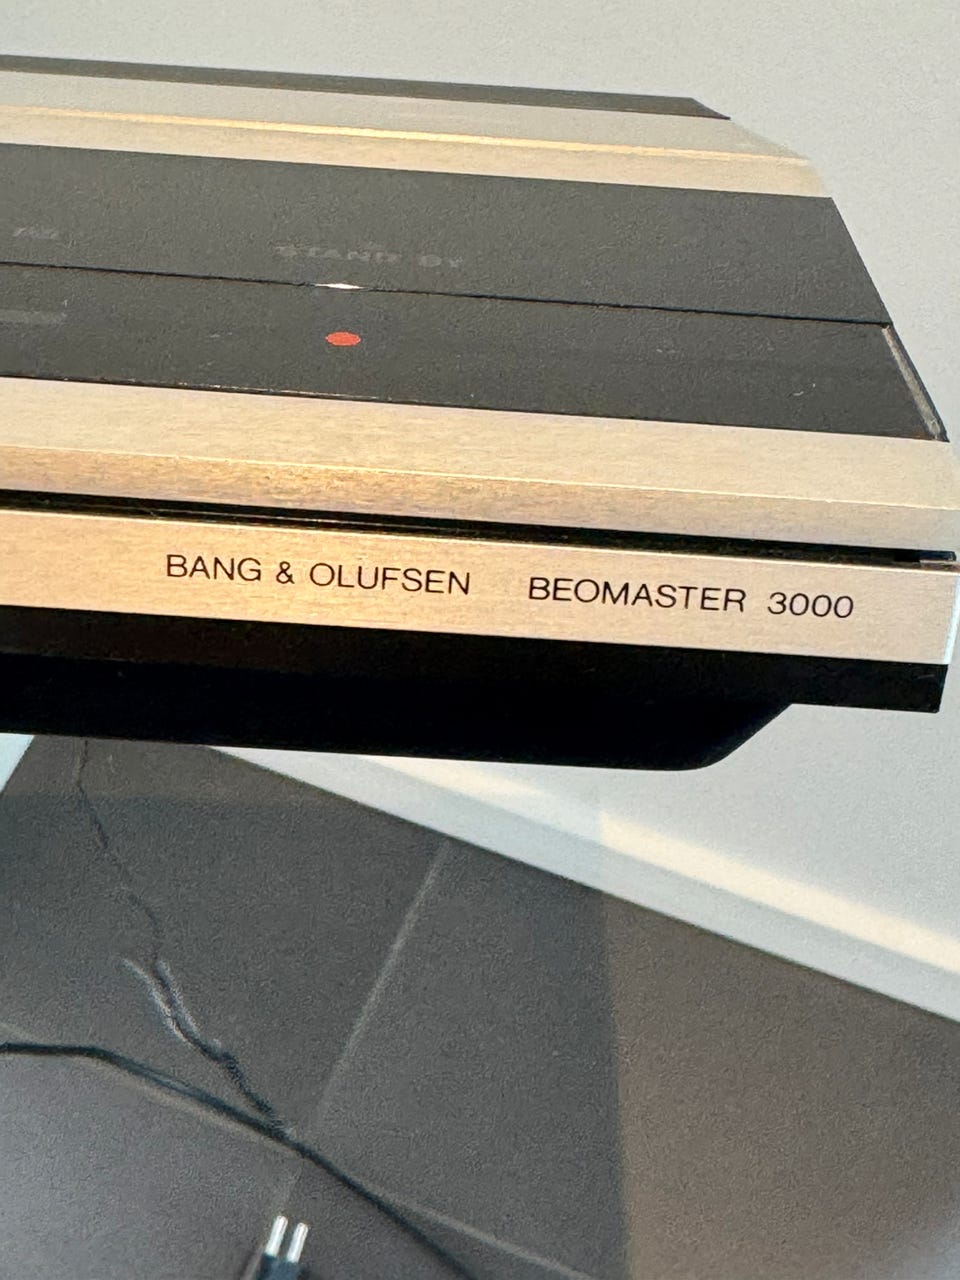 STAND BY
BANG & OLUFSEN BEOMASTER 3000